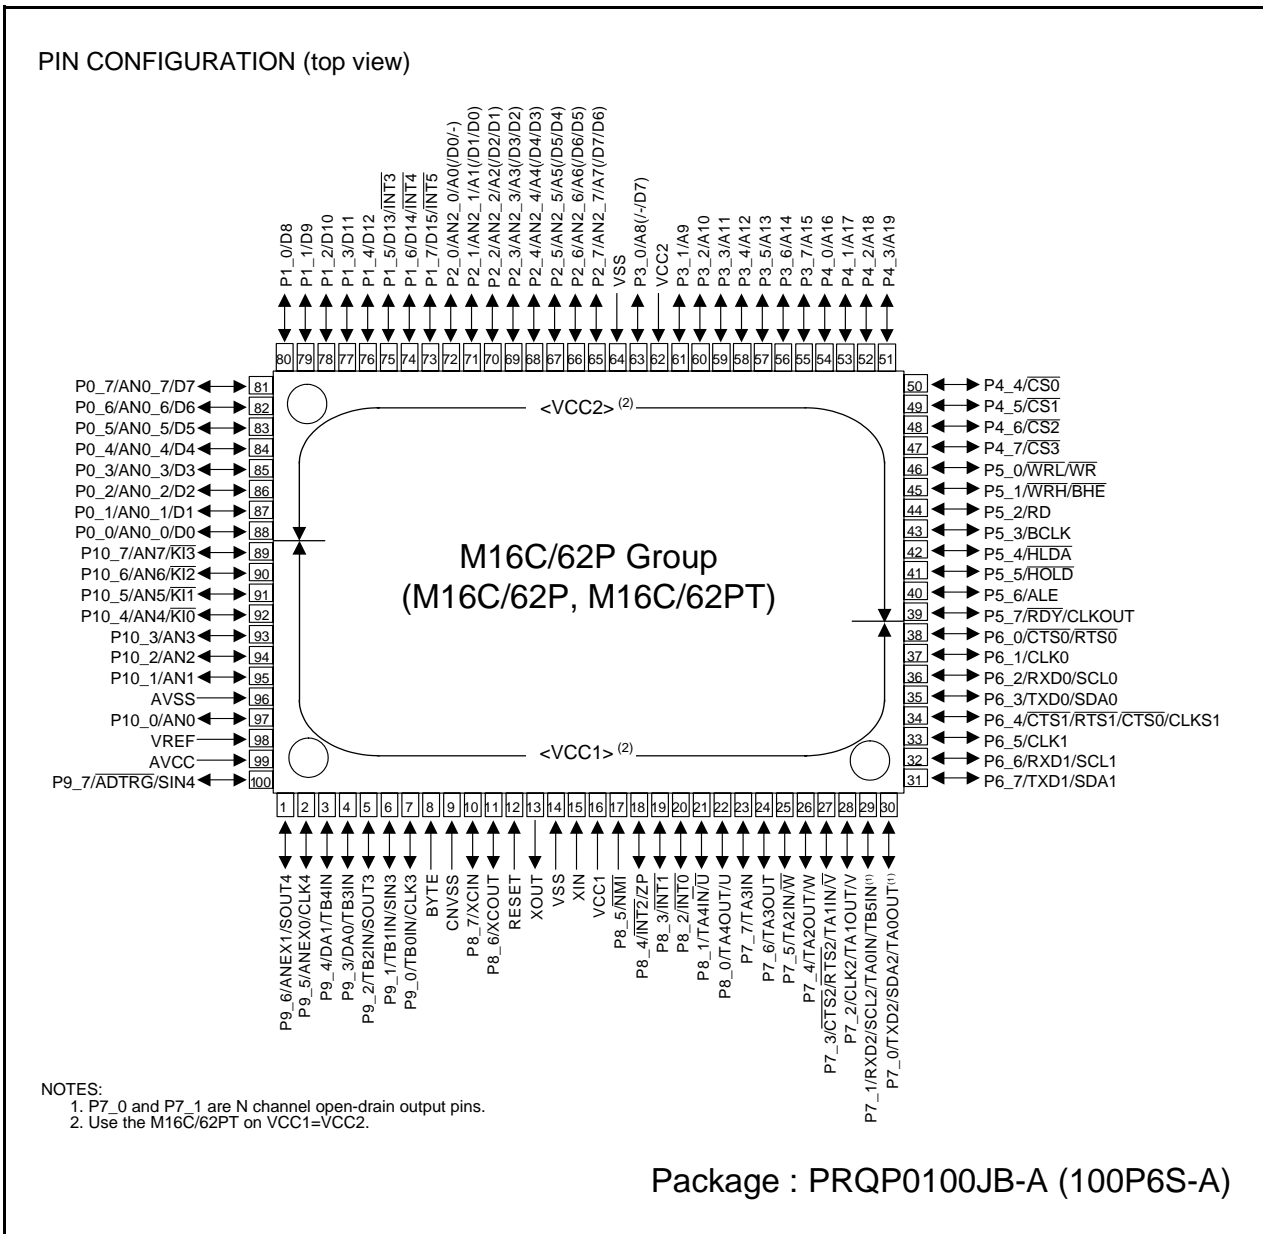 PIN CONFIGURATION (top view)
P1_0/D8
P1_1/D9
P1_2/D10
P1_3/D11
P1_4/D12
P1_5/D13/INT3
P1_6/D14/INT4
P1_7/D15/INT5
P2_0/AN2_0/A0(/D0/-)
P2_1/AN2_1/A1(/D1/D0)
P2_2/AN2_2/A2(/D2/D1)
P2_3/AN2_3/A3(/D3/D2)
P2_4/AN2_4/A4(/D4/D3)
P2_5/AN2_5/A5(/D5/D4)
P2_6/AN2_6/A6(/D6/D5)
P2_7/AN2_7/A7(/D7/D6)
VSS
P3_0/A8(/-/D7)
VCC2
P3_1/A9
P3_2/A10
P3_3/A11
P3_4/A12
P3_5/A13
P3_6/A14
P3_7/A15
P4_0/A16
P4_1/A17
P4_2/A18
P4_3/A19
80 79 78 77 76 75 74 73 72 71 70 69 68 67 66 65 64 63 62 61 60 59 58 57 56 55 54 53 52 51
P0_7/AN0_7/D7 81
P0_6/AN0_6/D6 82
P0_5/AN0_5/D5 83
P0_4/AN0_4/D4 84
P0_3/AN0_3/D3 85
P0_2/AN0_2/D2 86
P0_1/AN0_1/D1 87
P0_0/AN0_0/D0 88
P10_7/AN7/KI3 89
P10_6/AN6/KI2 90
P10_5/AN5/KI1 91
P10_4/AN4/KI0 92
P10_3/AN3 93
P10_2/AN2 94
P10_1/AN1 95
AVSS 96
P10_0/AN0 97
VREF 98
AVCC 99
P9_7/ADTRG/SIN4 100
<VCC2> (2)
M16C/62P Group
(M16C/62P, M16C/62PT)
<VCC1> (2)
50 P4_4/CS0
49 P4_5/CS1
48 P4_6/CS2
47 P4_7/CS3
46 P5_0/WRL/WR
45 P5_1/WRH/BHE
44 P5_2/RD
43 P5_3/BCLK
42 P5_4/HLDA
41 P5_5/HOLD
40 P5_6/ALE
39 P5_7/RDY/CLKOUT
38 P6_0/CTS0/RTS0
37 P6_1/CLK0
36 P6_2/RXD0/SCL0
35 P6_3/TXD0/SDA0
34 P6_4/CTS1/RTS1/CTS0/CLKS1
33 P6_5/CLK1
32 P6_6/RXD1/SCL1
31 P6_7/TXD1/SDA1
1 2 3 4 5 6 7 8 9 10 11 12 13 14 15 16 17 18 19 20 21 22 23 24 25 26 27 28 29 30
P9_6/ANEX1/SOUT4
P9_5/ANEX0/CLK4
P9_4/DA1/TB4IN
P9_3/DA0/TB3IN
P9_2/TB2IN/SOUT3
P9_1/TB1IN/SIN3
P9_0/TB0IN/CLK3
BYTE
CNVSS
P8_7/XCIN
P8_6/XCOUT
RESET
XOUT
VSS
XIN
VCC1
P8_5/NMI
P8_4/INT2/ZP
P8_3/INT1
P8_2/INT0
P8_1/TA4IN/U
P8_0/TA4OUT/U
P7_7/TA3IN
P7_6/TA3OUT
P7_5/TA2IN/W
P7_4/TA2OUT/W
P7_3/CTS2/RTS2/TA1IN/V
P7_2/CLK2/TA1OUT/V
P7_1/RXD2/SCL2/TA0IN/TB5IN(1)
P7_0/TXD2/SDA2/TA0OUT(1)
NOTES:
1. P7_0 and P7_1 are N channel open-drain output pins.
2. Use the M16C/62PT on VCC1=VCC2.
Package : PRQP0100JB-A (100P6S-A)